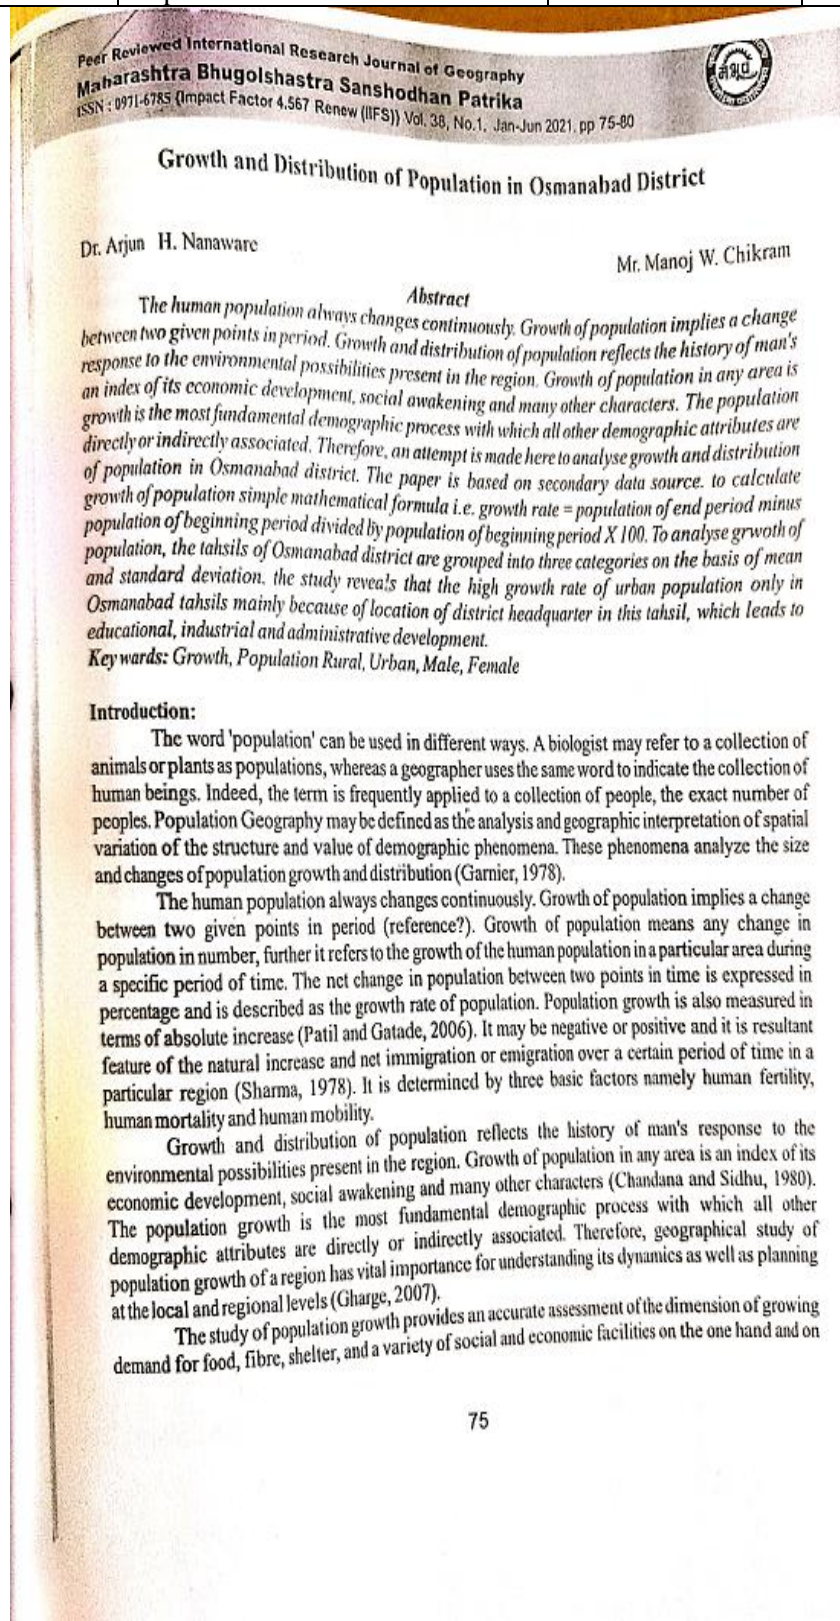 Peer Reviewed International Research Journal of Geography
Maharashtra Bhugolshastra Sanshodhan Patrika
ISSN : 0971-6785 {Impact Factor 4.567 Renew (IIFS)} Vol. 38, No.1, Jan-Jun 2021, pp 75-80
Growth and Distribution of Population in Osmanabad District
Dr. Arjun H. Nanaware
Mr. Manoj W. Chikram
Abstract
The human population always changes continuously. Growth of population implies a change
between two given points in period. Growth and distribution of population reflects the history of man's
response to the environmental possibilities present in the region. Growth of population in any area is
an index of its economic development, social awakening and many other characters. The population
growth is the most fundamental demographic process with which all other demographic attributes are
directly or indirectly associated. Therefore, an attempt is made here to analyse growth and distribution
of population in Osmanabad district. The paper is based on secondary data source. to calculate
growth of population simple mathematical formula i.e. growth rate = population of end period minus
population of beginning period divided by population of beginning period X 100. To analyse grwoth of
population, the tahsils of Osmanabad district are grouped into three categories on the basis of mean
and standard deviation. the study reveals that the high growth rate of urban population only in
Osmanabad tahsils mainly because of location of district headquarter in this tahsil, which leads to
educational, industrial and administrative development.
Key wards: Growth, Population Rural, Urban, Male, Female
Introduction:
The word 'population' can be used in different ways. A biologist may refer to a collection of
animals or plants as populations, whereas a geographer uses the same word to indicate the collection of
human beings. Indeed, the term is frequently applied to a collection of people, the exact number of
peoples. Population Geography may be defined as the analysis and geographic interpretation of spatial
variation of the structure and value of demographic phenomena. These phenomena analyze the size
and changes of population growth and distribution (Garnier, 1978).
The human population always changes continuously. Growth of population implies a change
between two given points in period (reference?). Growth of population means any change in
population in number, further it refers to the growth of the human population in a particular area during
a specific period of time. The net change in population between two points in time is expressed in
percentage and is described as the growth rate of population. Population growth is also measured in
terms of absolute increase (Patil and Gatade, 2006). It may be negative or positive and it is resultant
feature of the natural increase and net immigration or emigration over a certain period of time in a
particular region (Sharma, 1978). It is determined by three basic factors namely human fertility,
human mortality and human mobility.
Growth and distribution of population reflects the history of man's response to the
environmental possibilities present in the region. Growth of population in any area is an index of its
economic development, social awakening and many other characters (Chandana and Sidhu, 1980).
The population growth is the most fundamental demographic process with which all other
demographic attributes are directly or indirectly associated. Therefore, geographical study of
population growth of a region has vital importance for understanding its dynamics as well as planning
at the local and regional levels (Gharge, 2007).
The study of population growth provides an accurate assessment of the dimension of growing
demand for food, fibre, shelter, and a variety of social and economic facilities on the one hand and on
75